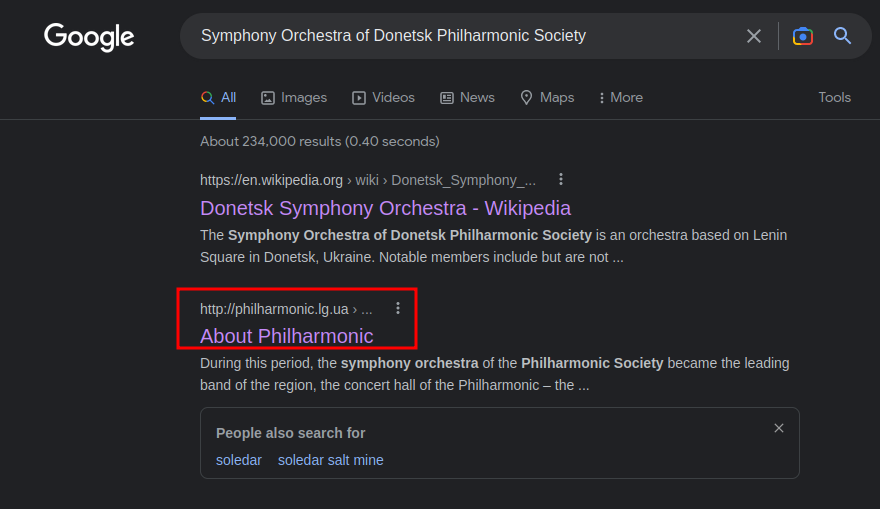 Google
Symphony Orchestra of Donetsk Philharmonic Society
All Images Videos News Maps More Tools
About 234,000 results (0.40 seconds)
https://en.wikipedia.org › wiki › Donetsk_Symphony_...
Donetsk Symphony Orchestra - Wikipedia
The Symphony Orchestra of Donetsk Philharmonic Society is an orchestra based on Lenin
Square in Donetsk, Ukraine. Notable members include but are not ...
http://philharmonic.lg.ua › ...
About Philharmonic
During this period, the symphony orchestra of the Philharmonic Society became the leading
band of the region, the concert hall of the Philharmonic – the ...
People also search for
soledar soledar salt mine